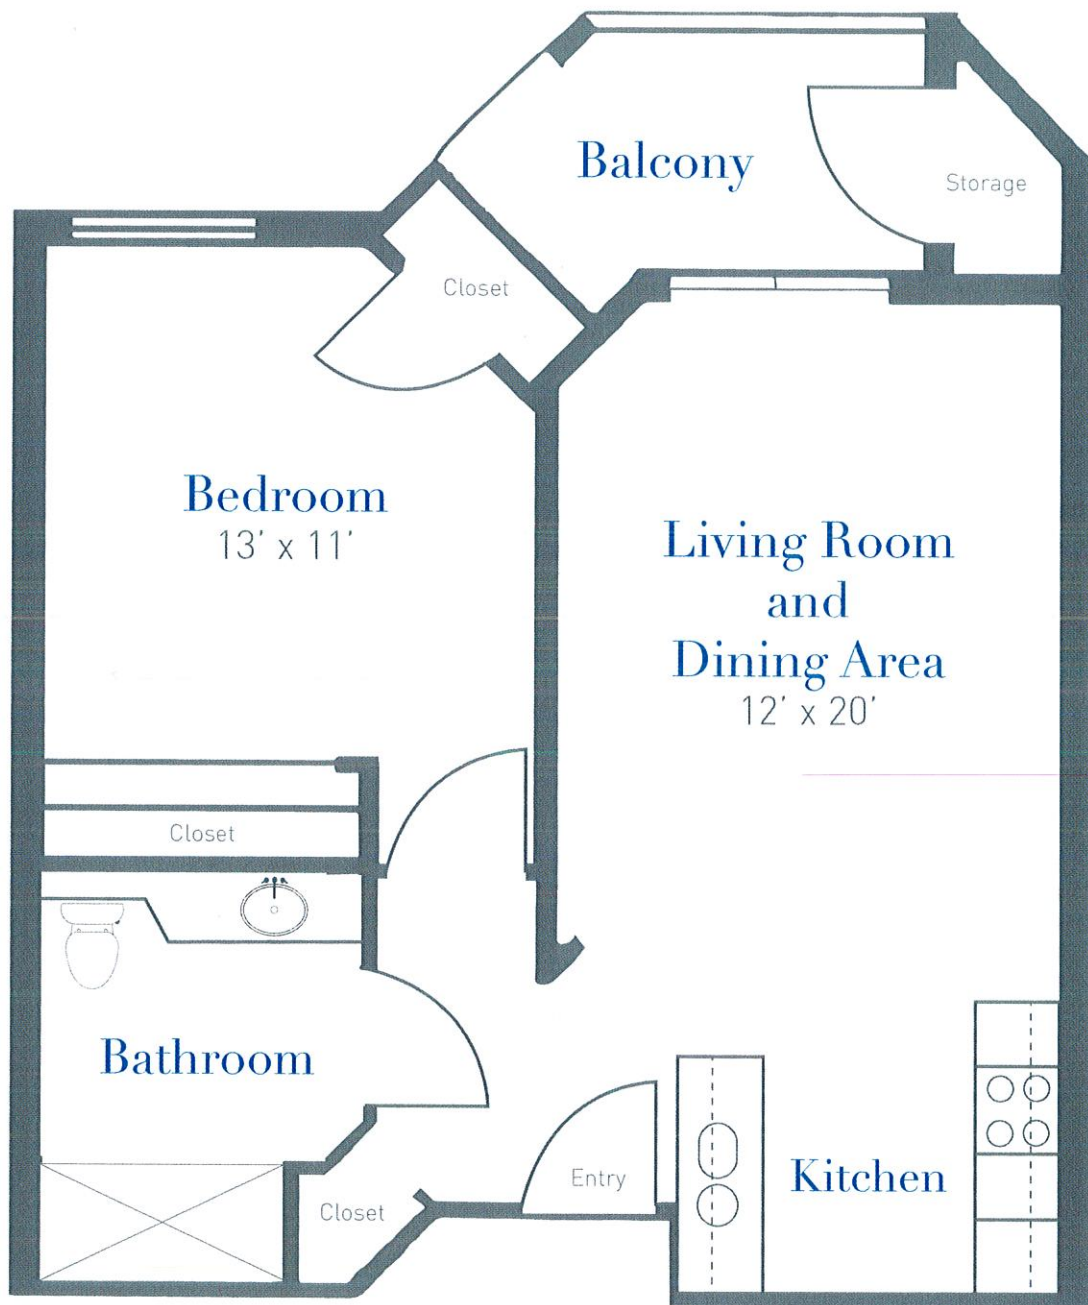 Balcony
Storage
Closet
Bedroom
13' x 11'
Living Room
and
Dining Area
12' x 20'
Closet
Bathroom
Entry
Kitchen
Closet